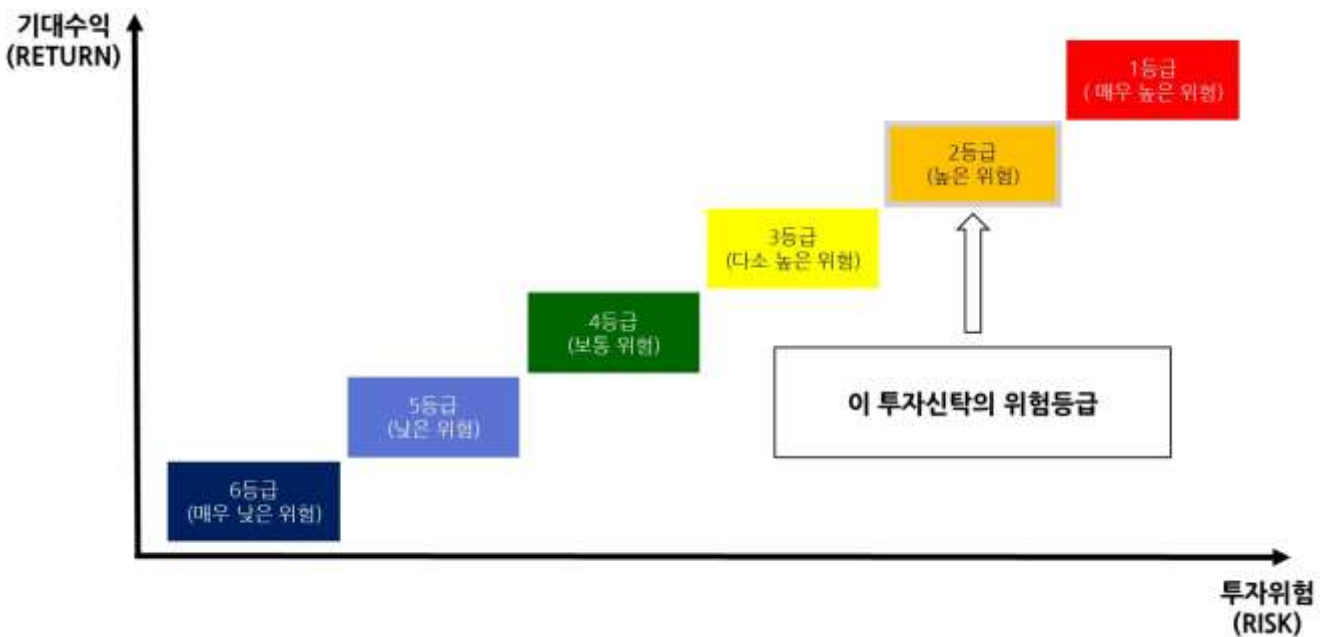 기대수익
(RETURN)
1등급
( 매우 높은 위험)
2등급
(높은 위험)
3등급
(다소 높은 위험)
4등급
(보통 위험)
이 투자신탁의 위험등급
5등급
(낮은 위험)
6등급
(매우 낮은 위험)
투자위험
(RISK)